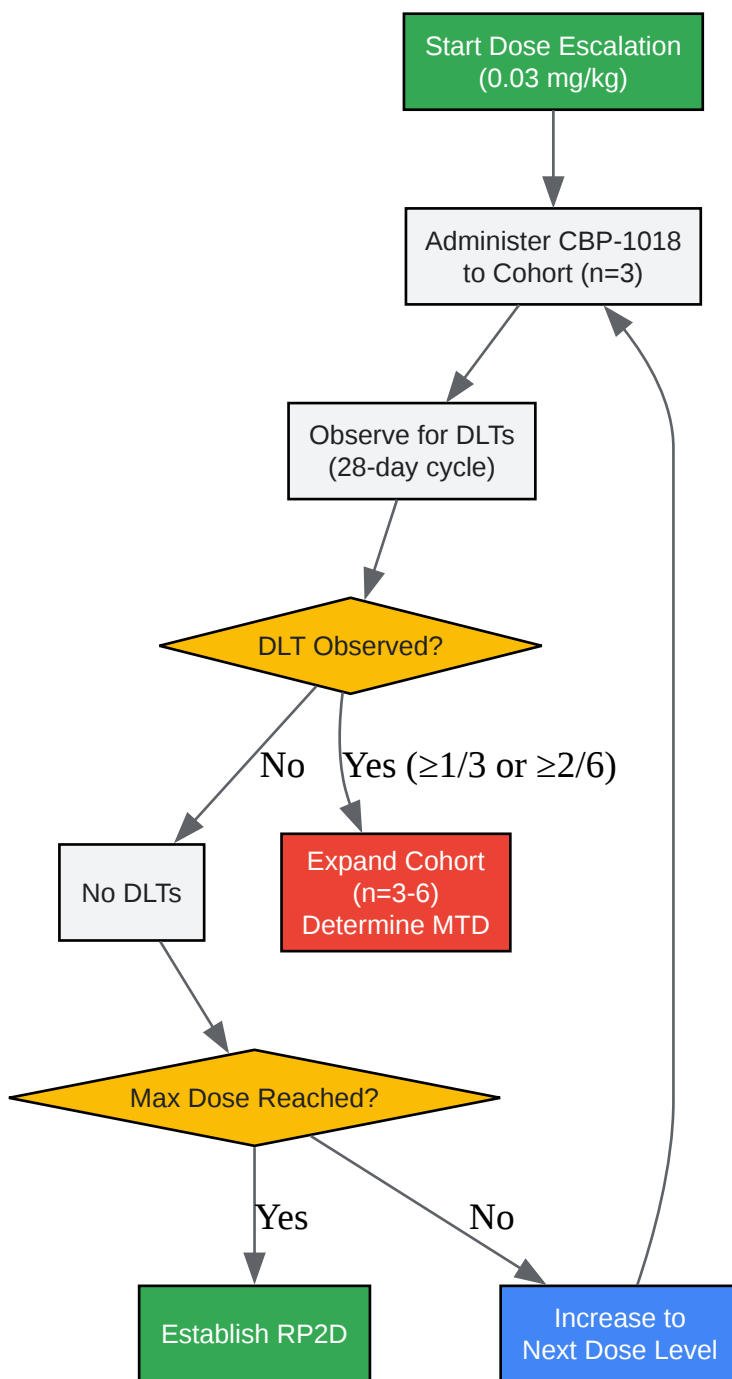 Start Dose Escalation
(0.03 mg/kg)
Administer CBP-1018
to Cohort (n=3)
Observe for DLTs
(28-day cycle)
DLT Observed?
No
Yes (≥1/3 or ≥2/6)
No DLTs
Expand Cohort
(n=3-6)
Determine MTD
Max Dose Reached?
Yes
No
Establish RP2D
Increase to
Next Dose Level